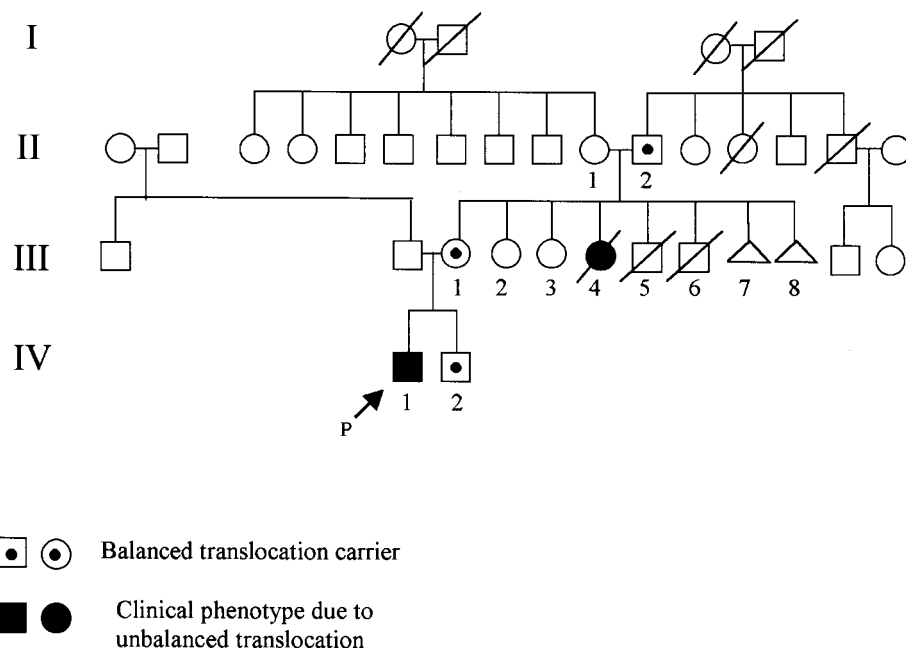 I
II
1 2
III
1 2 3 4 5 6 7 8
IV
1 2
P
Balanced translocation carrier
Clinical phenotype due to
unbalanced translocation